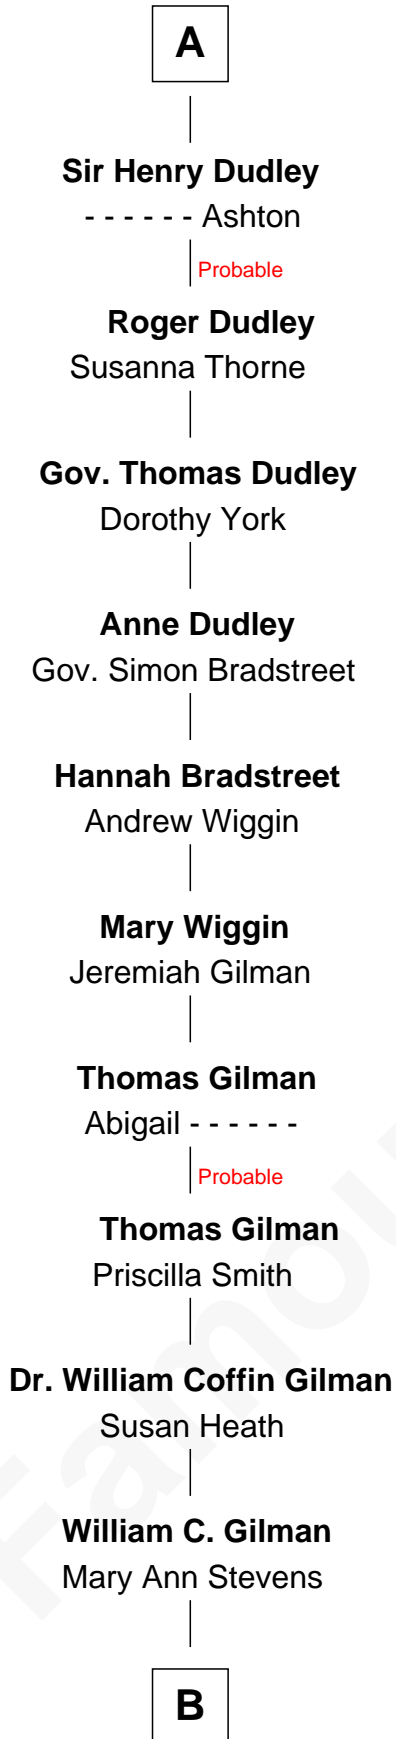 A
Sir Henry Dudley
- - - - - - Ashton
Probable
Roger Dudley
Susanna Thorne
Gov. Thomas Dudley
Dorothy York
Anne Dudley
Gov. Simon Bradstreet
Hannah Bradstreet
Andrew Wiggin
Mary Wiggin
Jeremiah Gilman
Thomas Gilman
Abigail - - - - - -
Probable
Thomas Gilman
Priscilla Smith
Dr. William Coffin Gilman
Susan Heath
William C. Gilman
Mary Ann Stevens
B
Famou